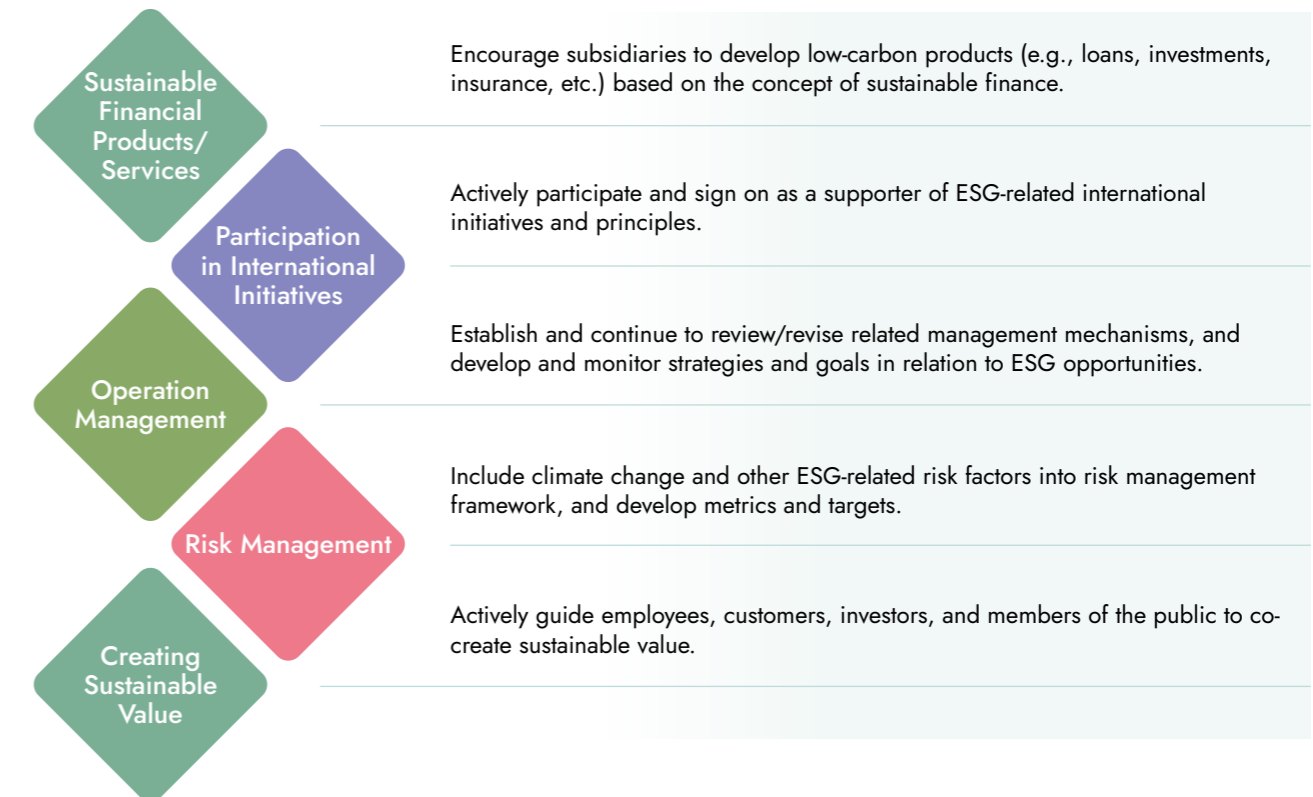 Sustainable
Financial
Products/
Services
Encourage subsidiaries to develop low-carbon products (e.g., loans, investments,
insurance, etc.) based on the concept of sustainable finance.
Participation
in International
Initiatives
Actively participate and sign on as a supporter of ESG-related international
initiatives and principles.
Operation
Management
Establish and continue to review/revise related management mechanisms, and
develop and monitor strategies and goals in relation to ESG opportunities.
Risk Management
Include climate change and other ESG-related risk factors into risk management
framework, and develop metrics and targets.
Creating
Sustainable
Value
Actively guide employees, customers, investors, and members of the public to co-
create sustainable value.